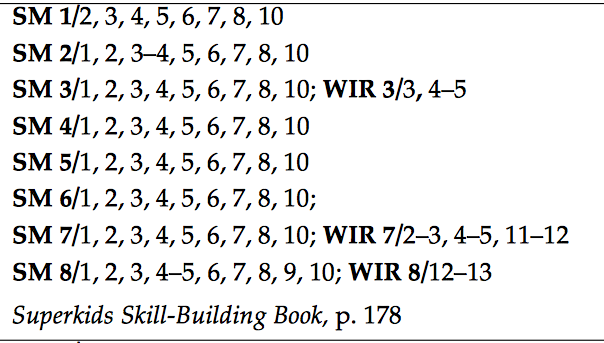 SM 1/2, 3, 4, 5, 6, 7, 8, 10
SM 2/1, 2, 3–4, 5, 6, 7, 8, 10
SM 3/1, 2, 3, 4, 5, 6, 7, 8, 10; WIR 3/3, 4–5
SM 4/1, 2, 3, 4, 5, 6, 7, 8, 10
SM 5/1, 2, 3, 4, 5, 6, 7, 8, 10
SM 6/1, 2, 3, 4, 5, 6, 7, 8, 10;
SM 7/1, 2, 3, 4, 5, 6, 7, 8, 10; WIR 7/2–3, 4–5, 11–12
SM 8/1, 2, 3, 4–5, 6, 7, 8, 9, 10; WIR 8/12–13
Superkids Skill-Building Book, p. 178